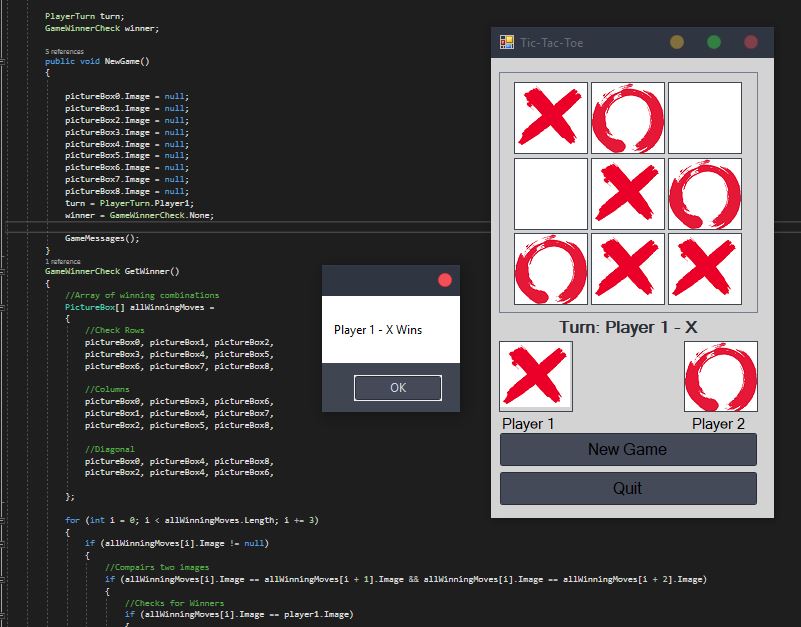 PlayerTurn turn;
GameWinnerCheck winner;
5 references
public void NewGame()
{
pictureBox0.Image = null;
pictureBox1.Image = null;
pictureBox2.Image = null;
pictureBox3.Image = null;
pictureBox4.Image = null;
pictureBox5.Image = null;
pictureBox6.Image = null;
pictureBox7.Image = null;
pictureBox8.Image = null;
turn = PlayerTurn.Player1;
winner = GameWinnerCheck.None;
GameMessages();
}
1 reference
GameWinnerCheck GetWinner()
{
//Array of winning combinations
PictureBox[] allWinningMoves =
{
//Check Rows
pictureBox0, pictureBox1, pictureBox2,
pictureBox3, pictureBox4, pictureBox5,
pictureBox6, pictureBox7, pictureBox8,
//Columns
pictureBox0, pictureBox3, pictureBox6,
pictureBox1, pictureBox4, pictureBox7,
pictureBox2, pictureBox5, pictureBox8,
//Diagonal
pictureBox0, pictureBox4, pictureBox8,
pictureBox2, pictureBox4, pictureBox6,
};
for (int i = 0; i < allWinningMoves.Length; i += 3)
{
if (allWinningMoves[i].Image != null)
{
//Compairs two images
if (allWinningMoves[i].Image == allWinningMoves[i + 1].Image && allWinningMoves[i].Image == allWinningMoves[i + 2].Image)
{
//Checks for Winners
if (allWinningMoves[i].Image == player1.Image)
{
Player 1 - X Wins
OK
Tic-Tac-Toe
Turn: Player 1 - X
Player 1
Player 2
New Game
Quit